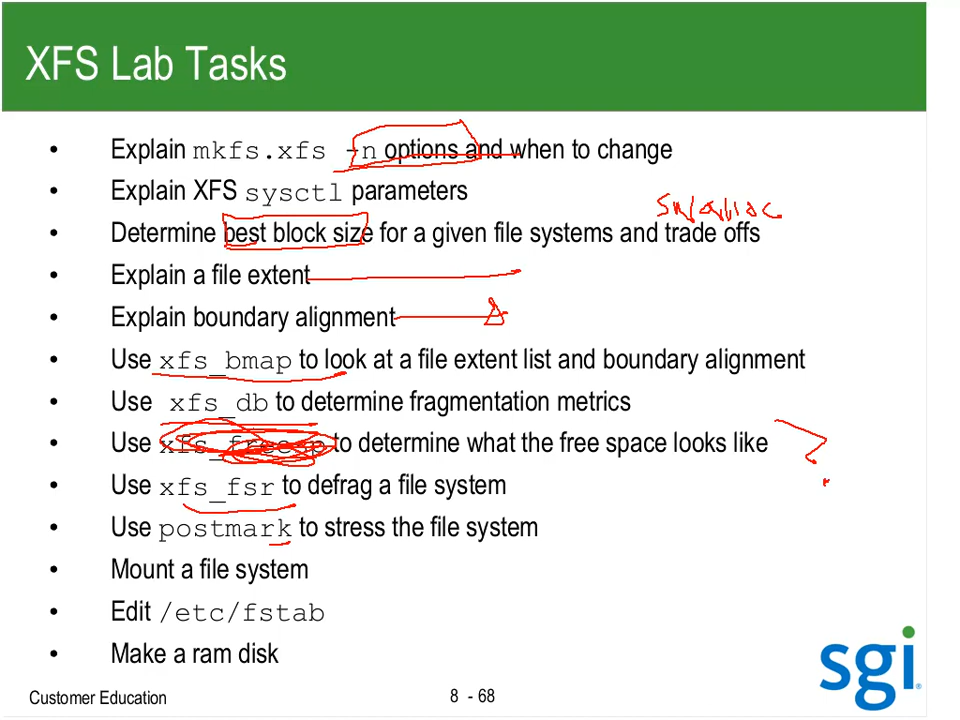 XFS Lab Tasks
• Explain mkfs.xfs -n options and when to change
• Explain XFS sysctl parameters
• Determine best block size for a given file systems and trade offs
• Explain a file extent
• Explain boundary alignment
• Use xfs_bmap to look at a file extent list and boundary alignment
• Use xfs_db to determine fragmentation metrics
• Use to determine what the free space looks like
?
• Use xfs_fsr to defrag a file system
• Use postmark to stress the file system
• Mount a file system
• Edit /etc/fstab
• Make a ram disk
sgi
Customer Education
8 - 68